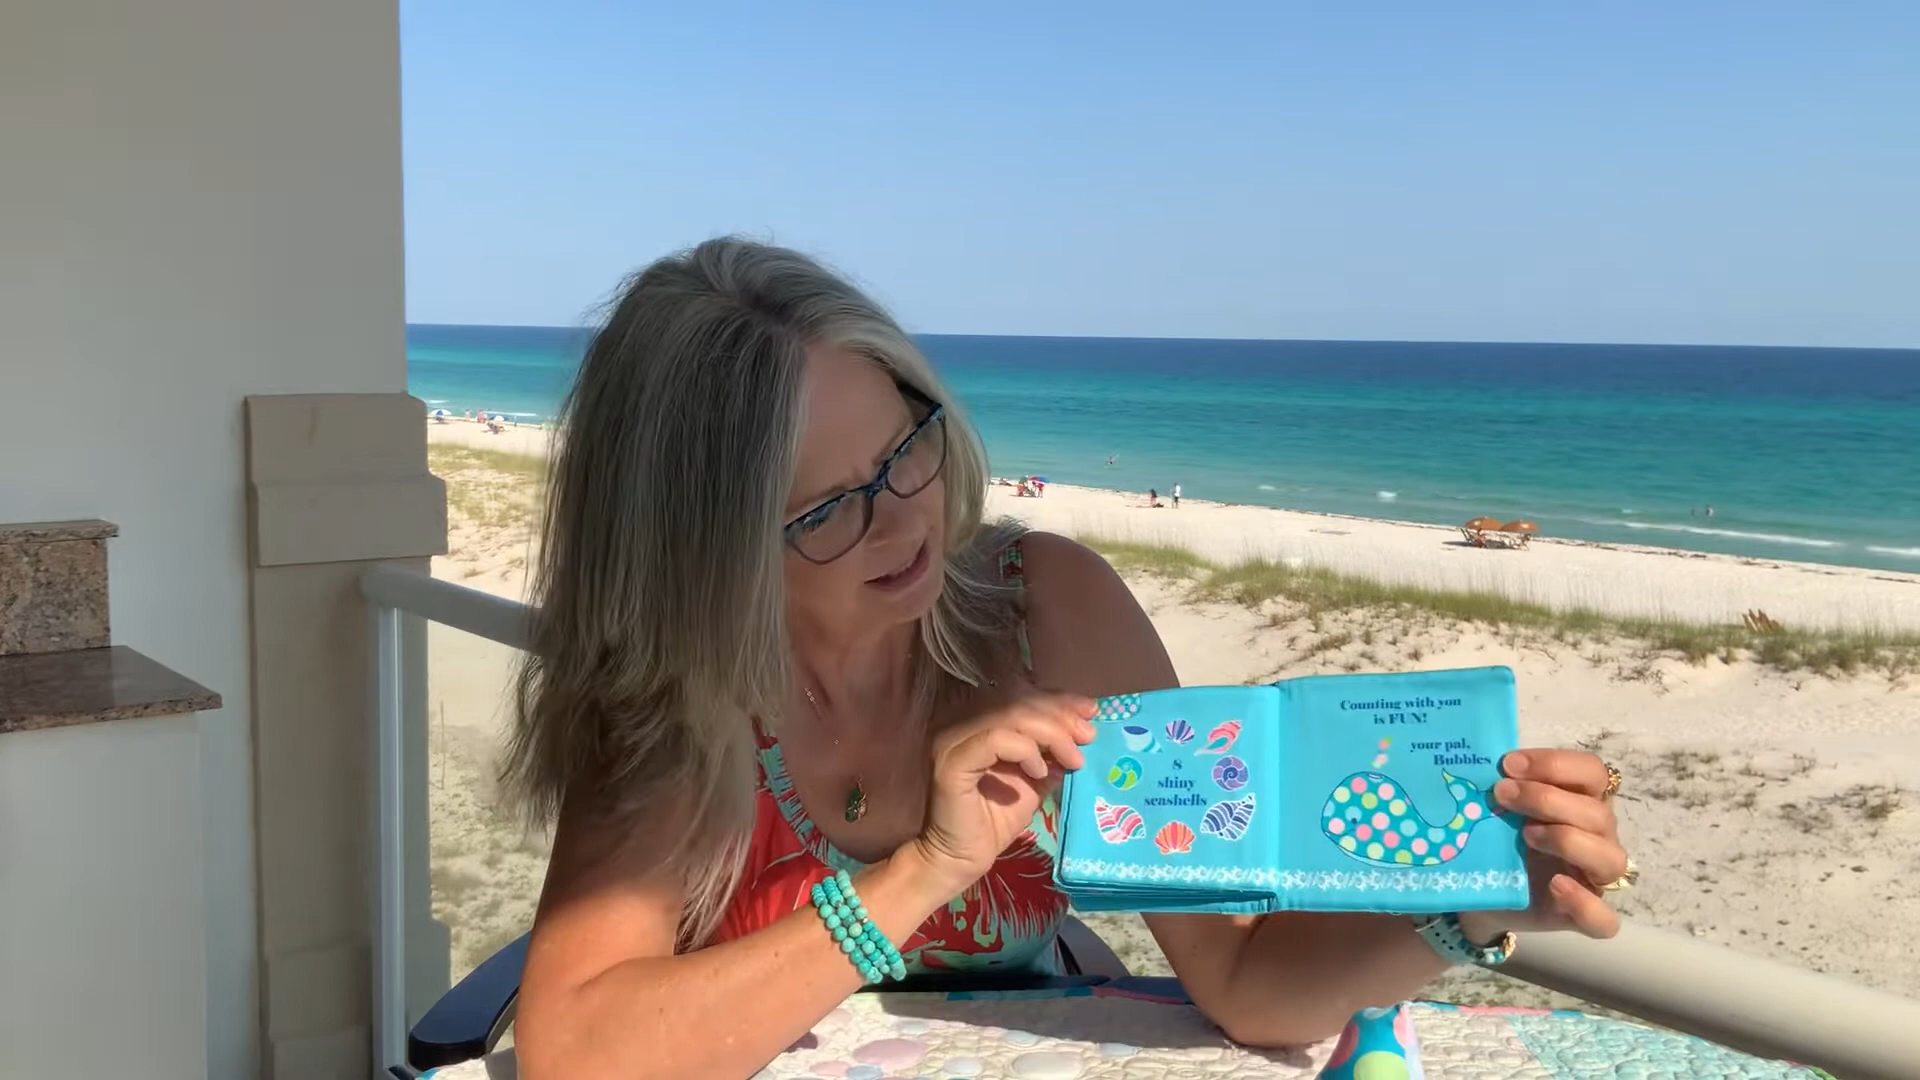 8
shiny
seashells
Counting with you
is FUN!
your pal,
Bubbles